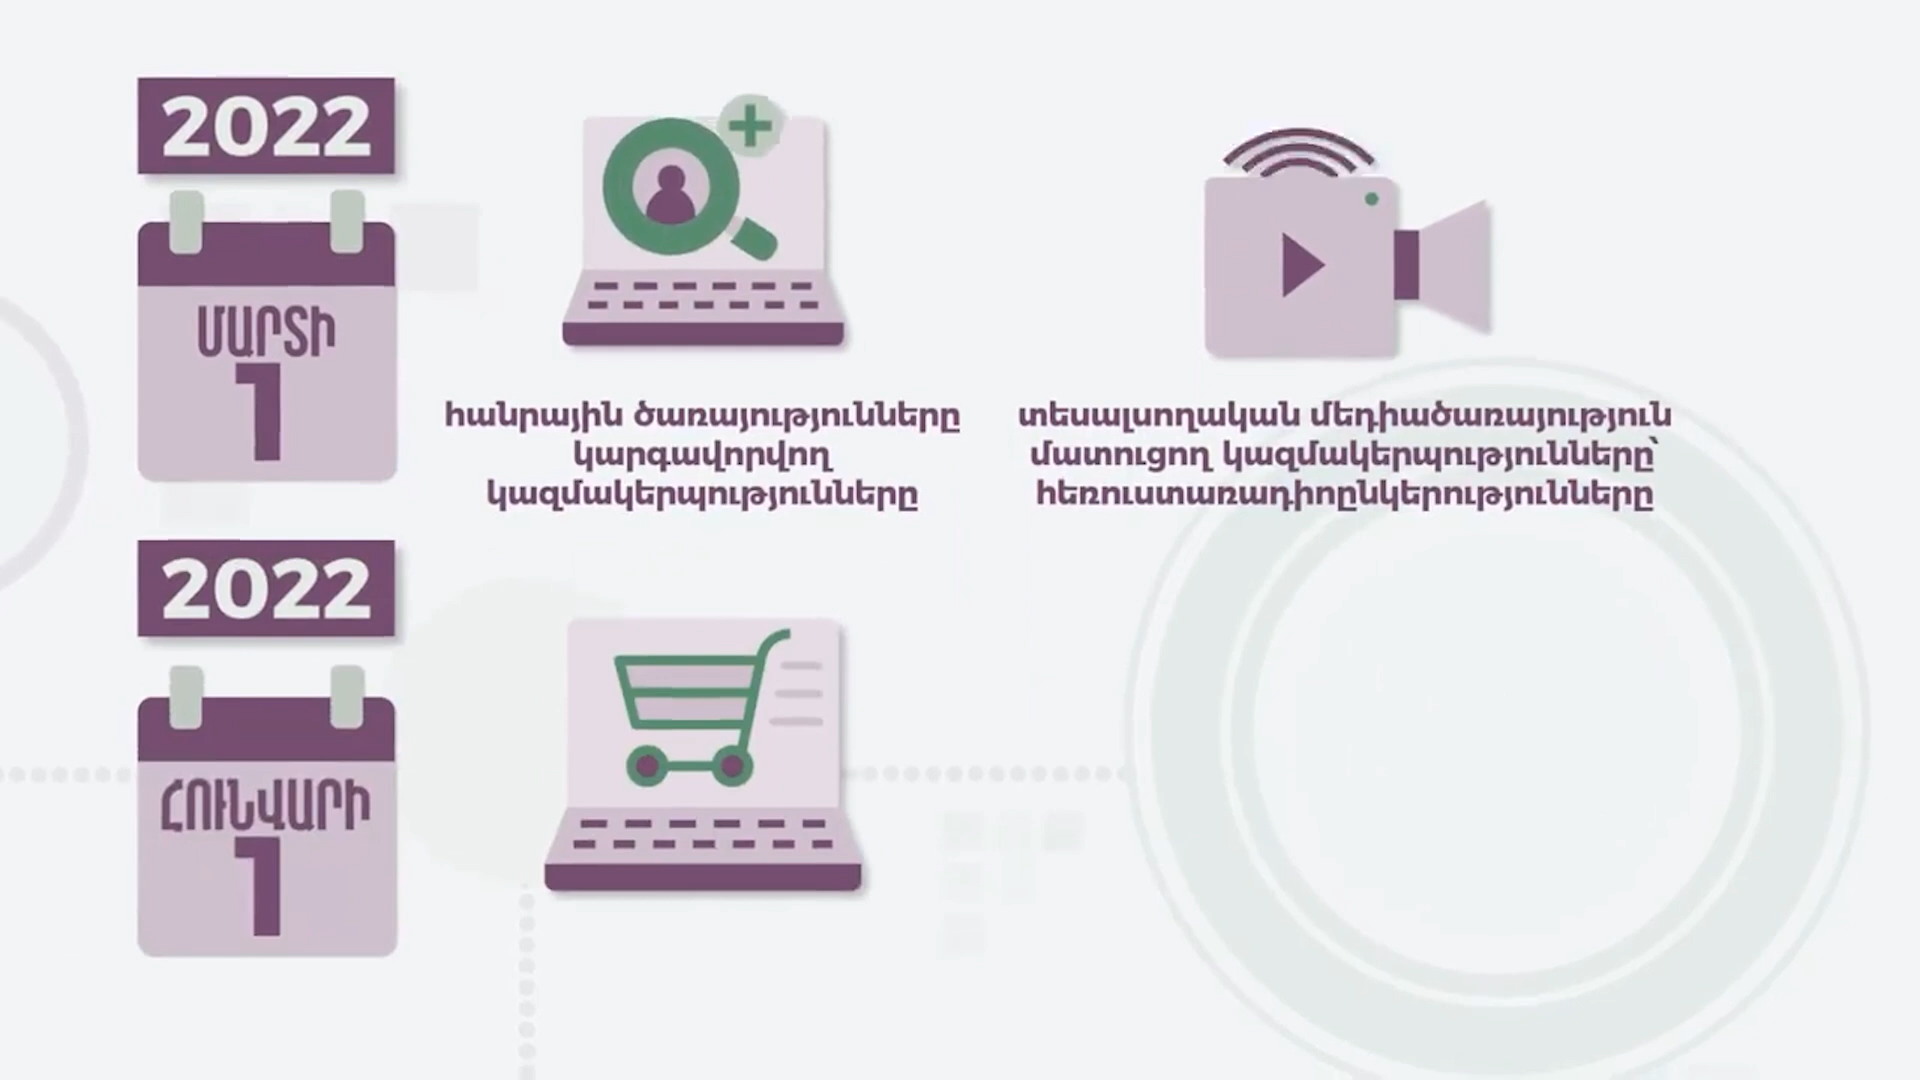 2022
ՄԱՐՏԻ
1
հանրային ծառայությունները
կարգավորվող
կազմակերպությունները
տեսալսողական մեդիածառայություն
մատուցող կազմակերպությունները՝
հեռուստառադիոընկերությունները
2022
ՀՈՒՆՎԱՐԻ
1